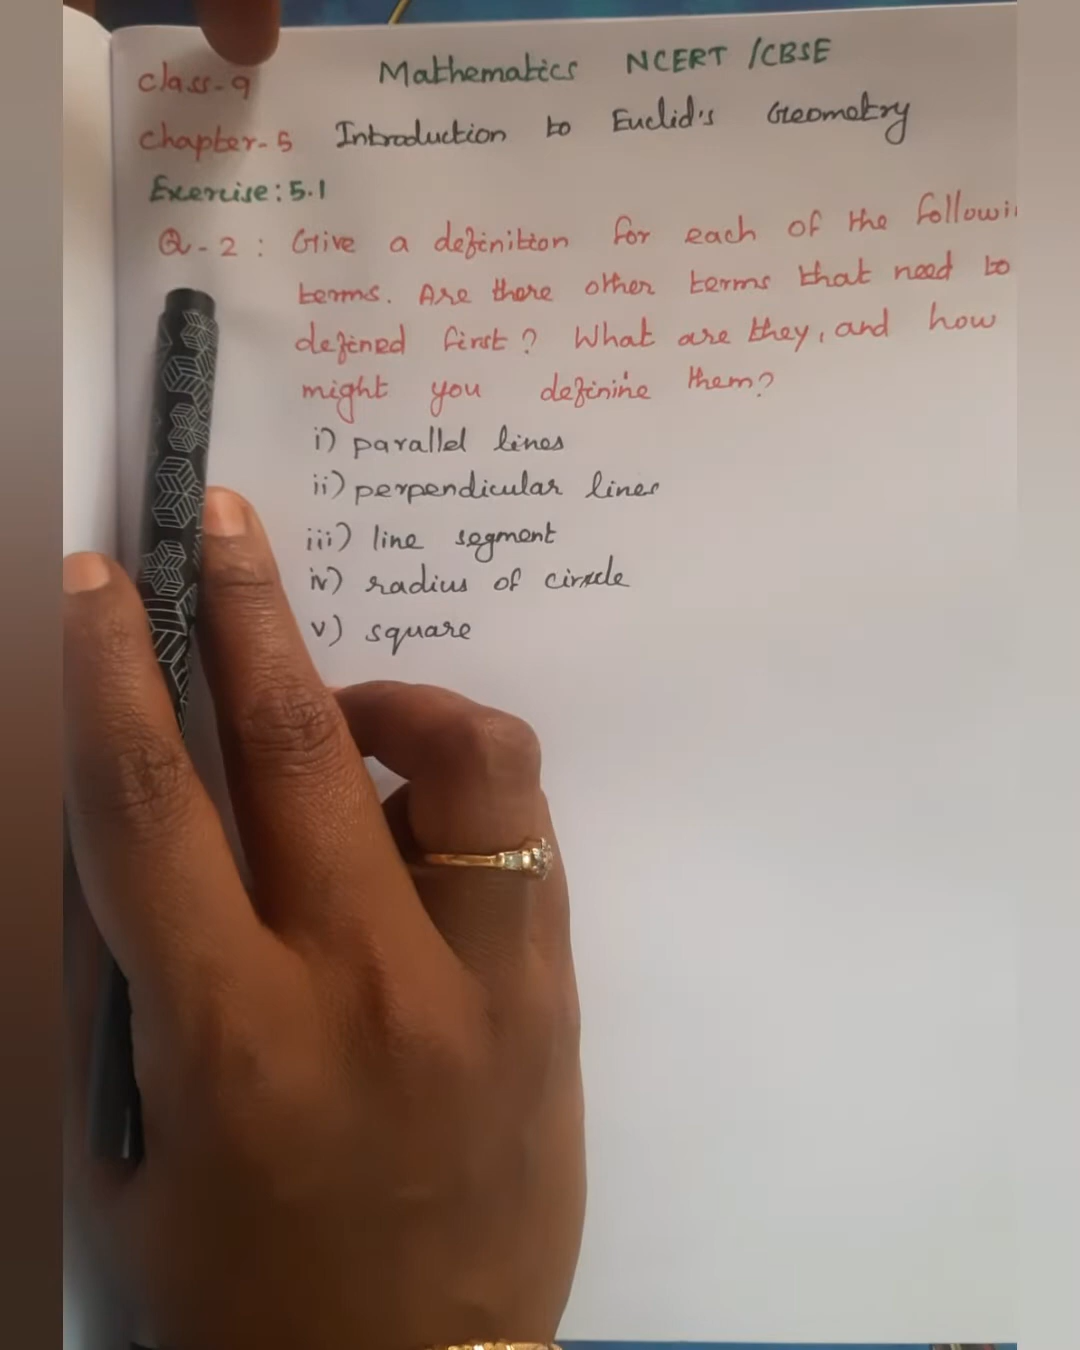 Class-9 Mathematics NCERT /CBSE
Chapter-5 Introduction to Euclid's Geometry
Exercise: 5.1
Q-2: Give a definition for each of the followi
terms. Are there other terms that need to
defined first? What are they, and how
might you definine them?
i) parallel lines
ii) perpendicular lines
iii) line segment
iv) radius of circle
v) square